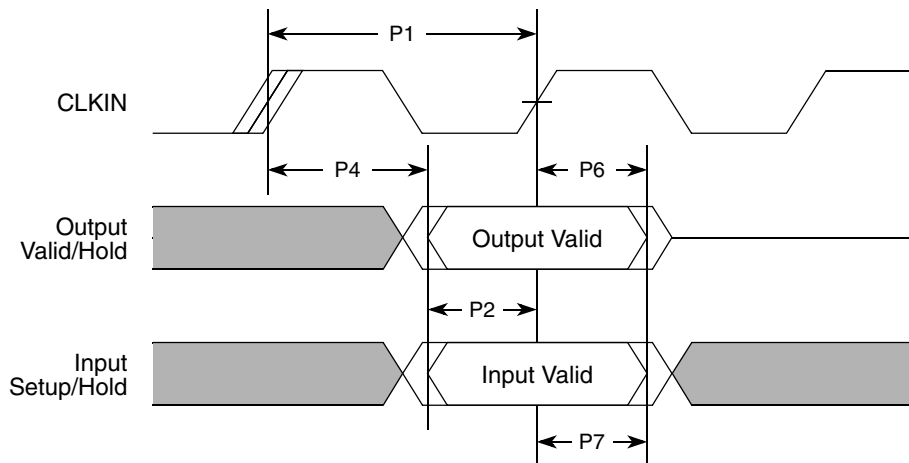 P1
CLKIN
P4
P6
Output
Valid/Hold
Output Valid
P2
Input
Setup/Hold
Input Valid
P7